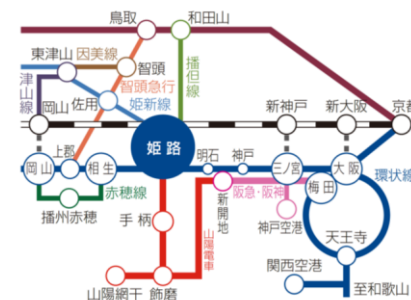 鳥取
和田山
東津山
因美線
智頭
津山線
佐用
智頭急行
姫新線
播但線
岡山
新神戸
新大阪
京都
上郡
姫路
岡山
相生
明石
神戸
三ノ宮
大阪
環状線
赤穂線
播州赤穂
新開地
阪急・阪神
梅田
手柄
山陽電車
神戸空港
天王寺
関西空港
山陽網干
飾磨
至和歌山